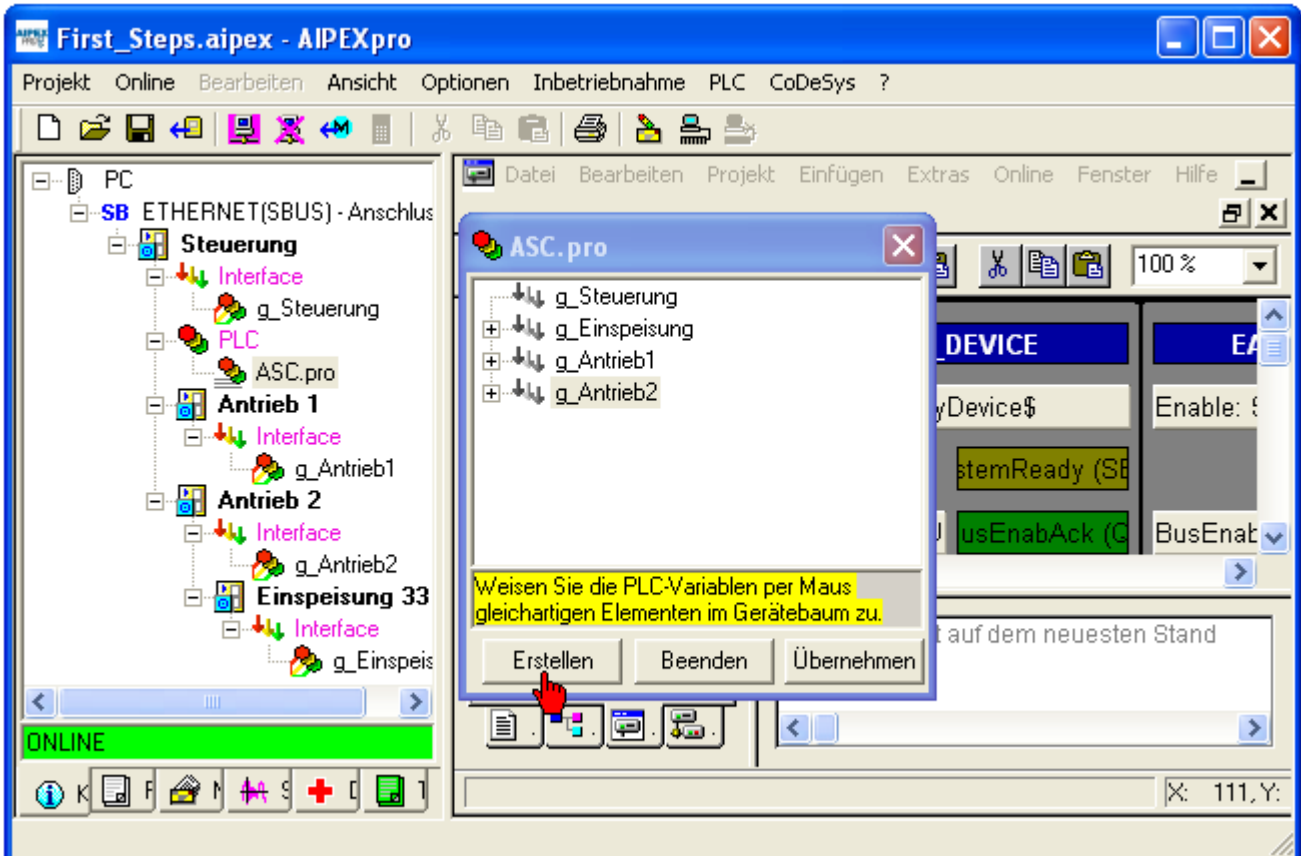 First_Steps.aipex - AIPEXpro
Projekt Online Bearbeiten Ansicht Optionen Inbetriebnahme PLC CoDeSys ?
PC
SB ETHERNET(SBUS) - Anschlus
Steuerung
Interface
g_Steuerung
PLC
ASC.pro
Antrieb 1
Interface
g_Antrieb1
Antrieb 2
Interface
g_Antrieb2
Einspeisung 33
Interface
g_Einspeis
ONLINE
K F N S D T
Datei Bearbeiten Projekt Einfügen Extras Online Fenster Hilfe
100 %
ASC.pro
g_Steuerung
g_Einspeisung
g_Antrieb1
g_Antrieb2
Weisen Sie die PLC-Variablen per Maus
gleichartigen Elementen im Gerätebaum zu.
Erstellen Beenden Übernehmen
_DEVICE
yDevice$
stemReady (SE
usEnabAck (Q
EA
Enable: S
BusEnab
t auf dem neuesten Stand
X: 111, Y: